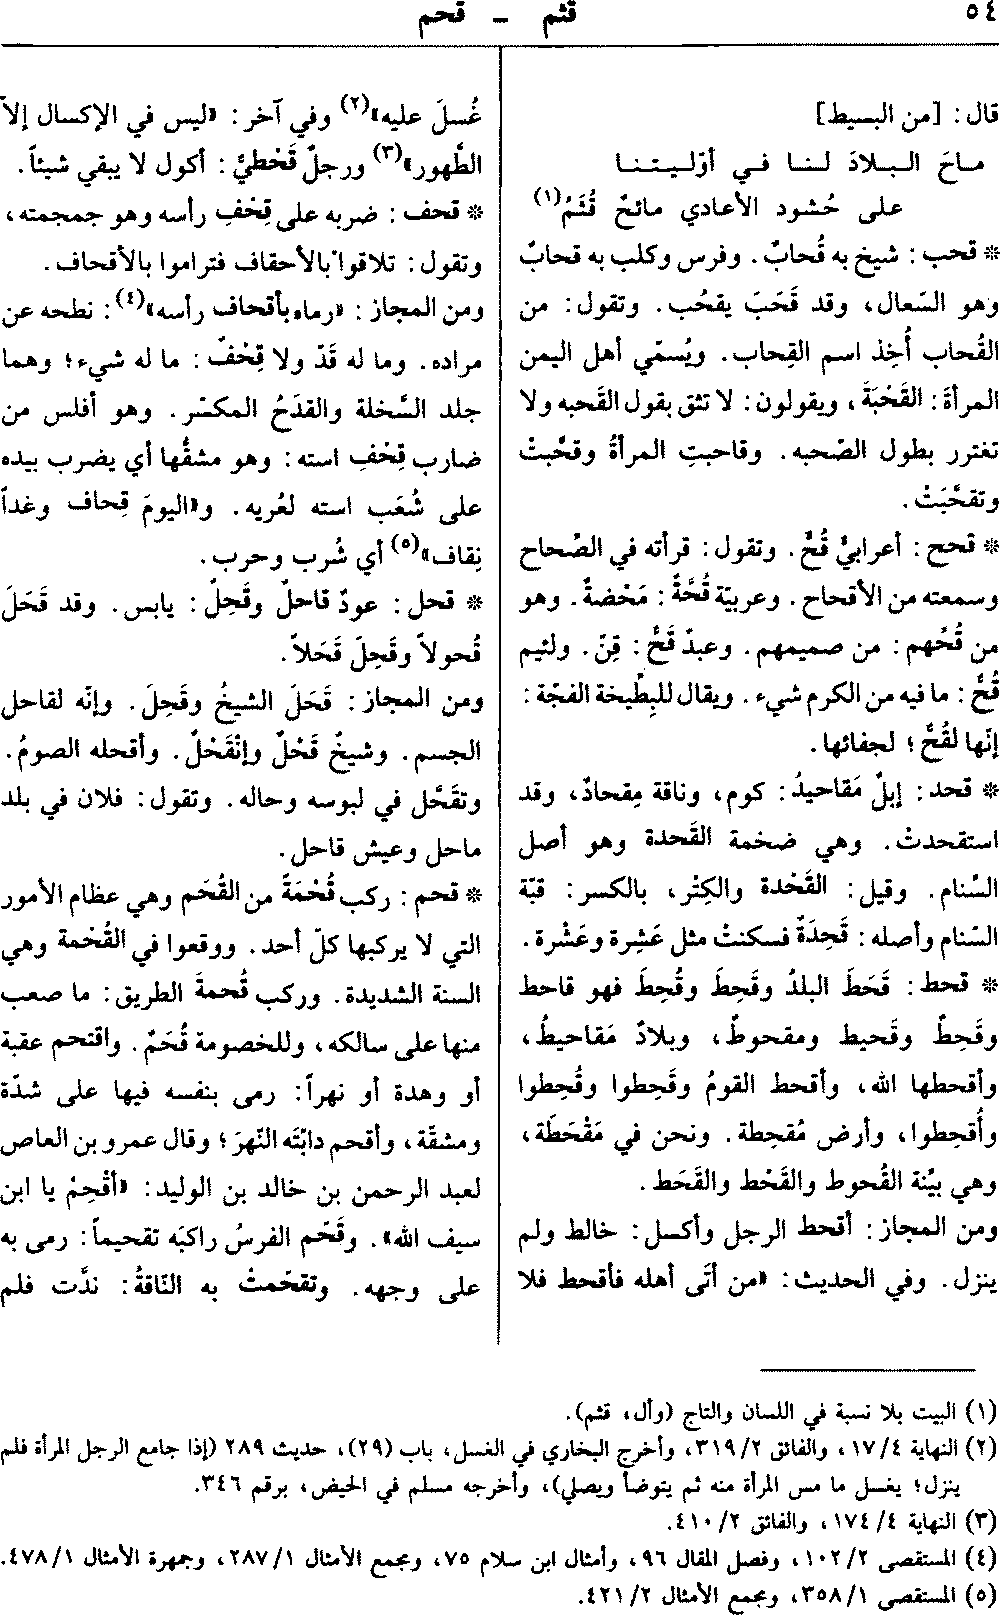 ٥٤
قثم – قحم
قال: [من البسيط]
ماحَ الـبـلادَ لـنـا فـي أوّلـيـتـنـا
على حُشود الأعادي مائحٌ قُثَمُ(١)
* قحب: شيخ به قُحابٌ. وفرس وكلب به قحابٌ
وهو السّعال، وقد قَحَبَ يقحُب. وتقول: من
القُحاب أُخِذ اسم القِحاب. ويُسمّي أهل اليمن
المرأةَ: القَحْبَةَ، ويقولون: لا تثق بقول القَحبه ولا
تغترر بطول الصّحبه. وقاحبتِ المرأةُ وقحَّبتْ
وتقحَّبَتْ.
* قحح: أعرابيٌّ قُحٌّ. وتقول: قرأته في الصِّحاح
وسمعته من الأقحاح. وعربيّة قُحَّةٌ: مَحْضةٌ. وهو
من قُحِّهم: من صميمهم. وعبدٌ قَحٌّ: قِنّ. ولئيم
قُحٌّ: ما فيه من الكرم شيء. ويقال للبِطّيخة الفجّة:
إنّها لقُحٌّ؛ لجفائها.
* قحد: إبلٌ مَقاحيدُ: كوم، وناقة مِقحادٌ، وقد
استقحدتْ. وهي ضخمة القَحدة وهو أصل
السَّنام. وقيل: القَحْدة والكِتْر، بالكسر: قبّة
السّنام وأصله: قَحِدَةٌ فسكنتْ مثل عَشِرة وعَشْرة.
* قحط: قَحَطَ البلدُ وقَحِطَ وقُحِطَ فهو قاحط
وقَحِطٌ وقَحيط ومقحوطٌ، وبلادٌ مَقاحيطُ،
وأقحطها الله، وأقحط القومُ وقَحِطوا وقُحِطوا
وأُقحِطوا، وأرض مُقحِطة. ونحن في مَقْحَطَة،
وهي بيِّنة القُحوط والقَحْط والقَحَط.
ومن المجاز: أقحط الرجل وأكسل: خالط ولم
ينزل. وفي الحديث: «من أتَى أهله فأقحط فلا
غُسلَ عليه»(٢) وفي آخر: «ليس في الإكسال إلاّ
الطَّهور»(٣) ورجلٌ قَحْطيٌّ: أكول لا يبقي شيئاً.
* قحف: ضربه على قِحْفِ رأسه وهو جمجمته،
وتقول: تلاقوا بالأحقاف فتراموا بالأقحاف.
ومن المجاز: «رماه بأقحاف رأسه»(٤): نطحه عن
مراده. وما له قَدّ ولا قِحْفٌ: ما له شيء؛ وهما
جلد السَّخلة والقدَحُ المكسّر. وهو أفلس من
ضارب قِحْفِ استه: وهو مشقُّها أي يضرب بيده
على شُعَب استه لعُريه. و«اليومَ قِحاف وغداً
نِقاف»(٥) أي شُرب وحرب.
* قحل: عودٌ قاحلٌ وقَحِلٌ: يابس. وقد قَحَلَ
قُحولاً وقَحِلَ قَحَلاً.
ومن المجاز: قَحَلَ الشيخُ وقَحِلَ. وإنّه لقاحل
الجسم. وشيخٌ قَحْلٌ وإنْقَحْلٌ. وأقحله الصومُ.
وتقَحَّل في لبوسه وحاله. وتقول: فلان في بلد
ماحل وعيش قاحل.
* قحم: ركب قُحْمَةً من القُحَم وهي عظام الأمور
التي لا يركبها كلّ أحد. ووقعوا في القُحْمة وهي
السنة الشديدة. وركب قُحمةَ الطريق: ما صعب
منها على سالكه، وللخصومة قُحَمٌ. واقتحم عقبة
أو وهدة أو نهراً: رمى بنفسه فيها على شدّة
ومشقّة، وأقحم دابّتَه النّهرَ؛ وقال عمرو بن العاص
لعبد الرحمن بن خالد بن الوليد: «أقْحِمْ يا ابن
سيف الله». وقَحّم الفرسُ راكبَه تقحيماً: رمى به
على وجهه. وتقحّمتْ به النّاقةُ: ندَّت فلم
(١) البيت بلا نسبة في اللسان والتاج (وأل، قثم).
(٢) النهاية ١٧/٤، والفائق ٣١٩/٢، وأخرج البخاري في الغسل، باب (٢٩)، حديث ٢٨٩ (إذا جامع الرجل المرأة فلم
ينزل؛ يغسل ما مس المرأة منه ثم يتوضأ ويصلي)، وأخرجه مسلم في الحيض، برقم ٣٤٦.
(٣) النهاية ١٧٤/٤، والفائق ٤١٠/٢.
(٤) المستقصى ١٠٢/٢، وفصل المقال ٩٦، وأمثال ابن سلام ٧٥، ومجمع الأمثال ٢٨٧/١، وجمهرة الأمثال ٤٧٨/١.
(٥) المستقصى ٣٥٨/١، ومجمع الأمثال ٤٢١/٢.